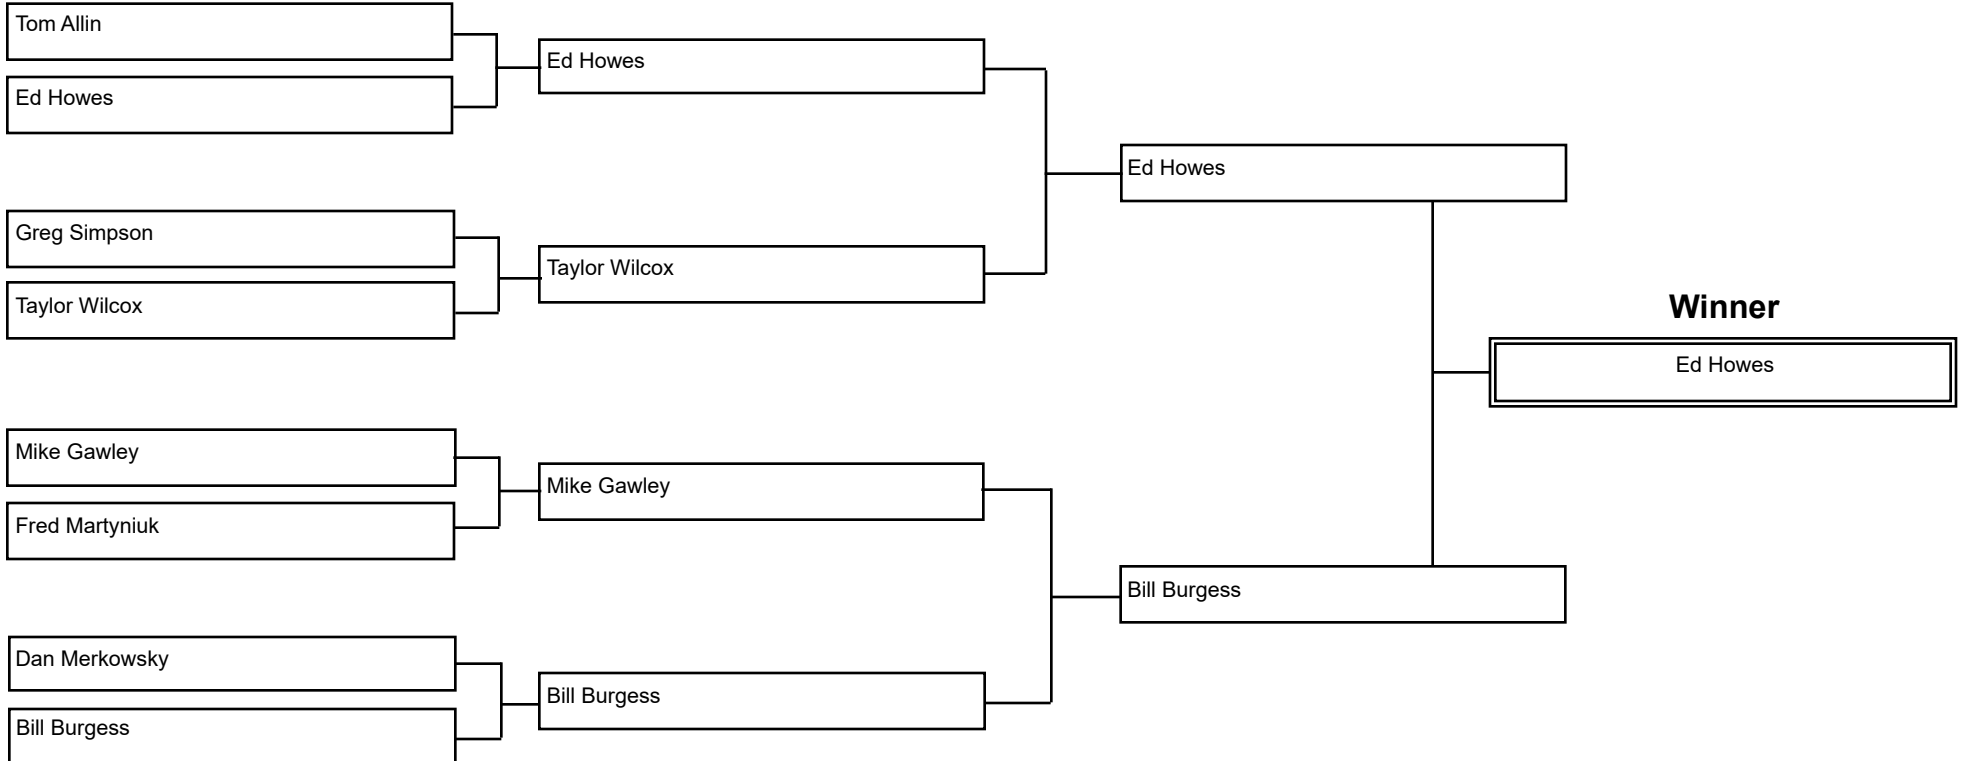 Tom Allin
Ed Howes
Greg Simpson
Taylor Wilcox
Mike Gawley
Fred Martyniuk
Dan Merkowsky
Bill Burgess
Ed Howes
Taylor Wilcox
Mike Gawley
Bill Burgess
Ed Howes
Bill Burgess
Winner
Ed Howes